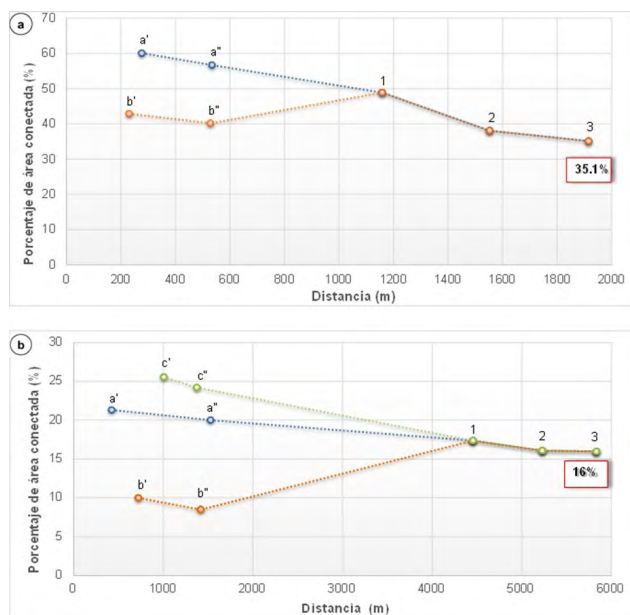 a
Porcentaje de área conectada (%)
70
60
50
40
30
20
10
0
a'
a"
b'
b"
1
2
3
35.1%
0 200 400 600 800 1000 1200 1400 1600 1800 2000
Distancia (m)
b
Porcentaje de área conectada (%)
30
25
20
15
10
5
0
c'
c"
a'
a"
b'
b"
1
2
3
16%
0 1000 2000 3000 4000 5000 6000
Distancia (m)